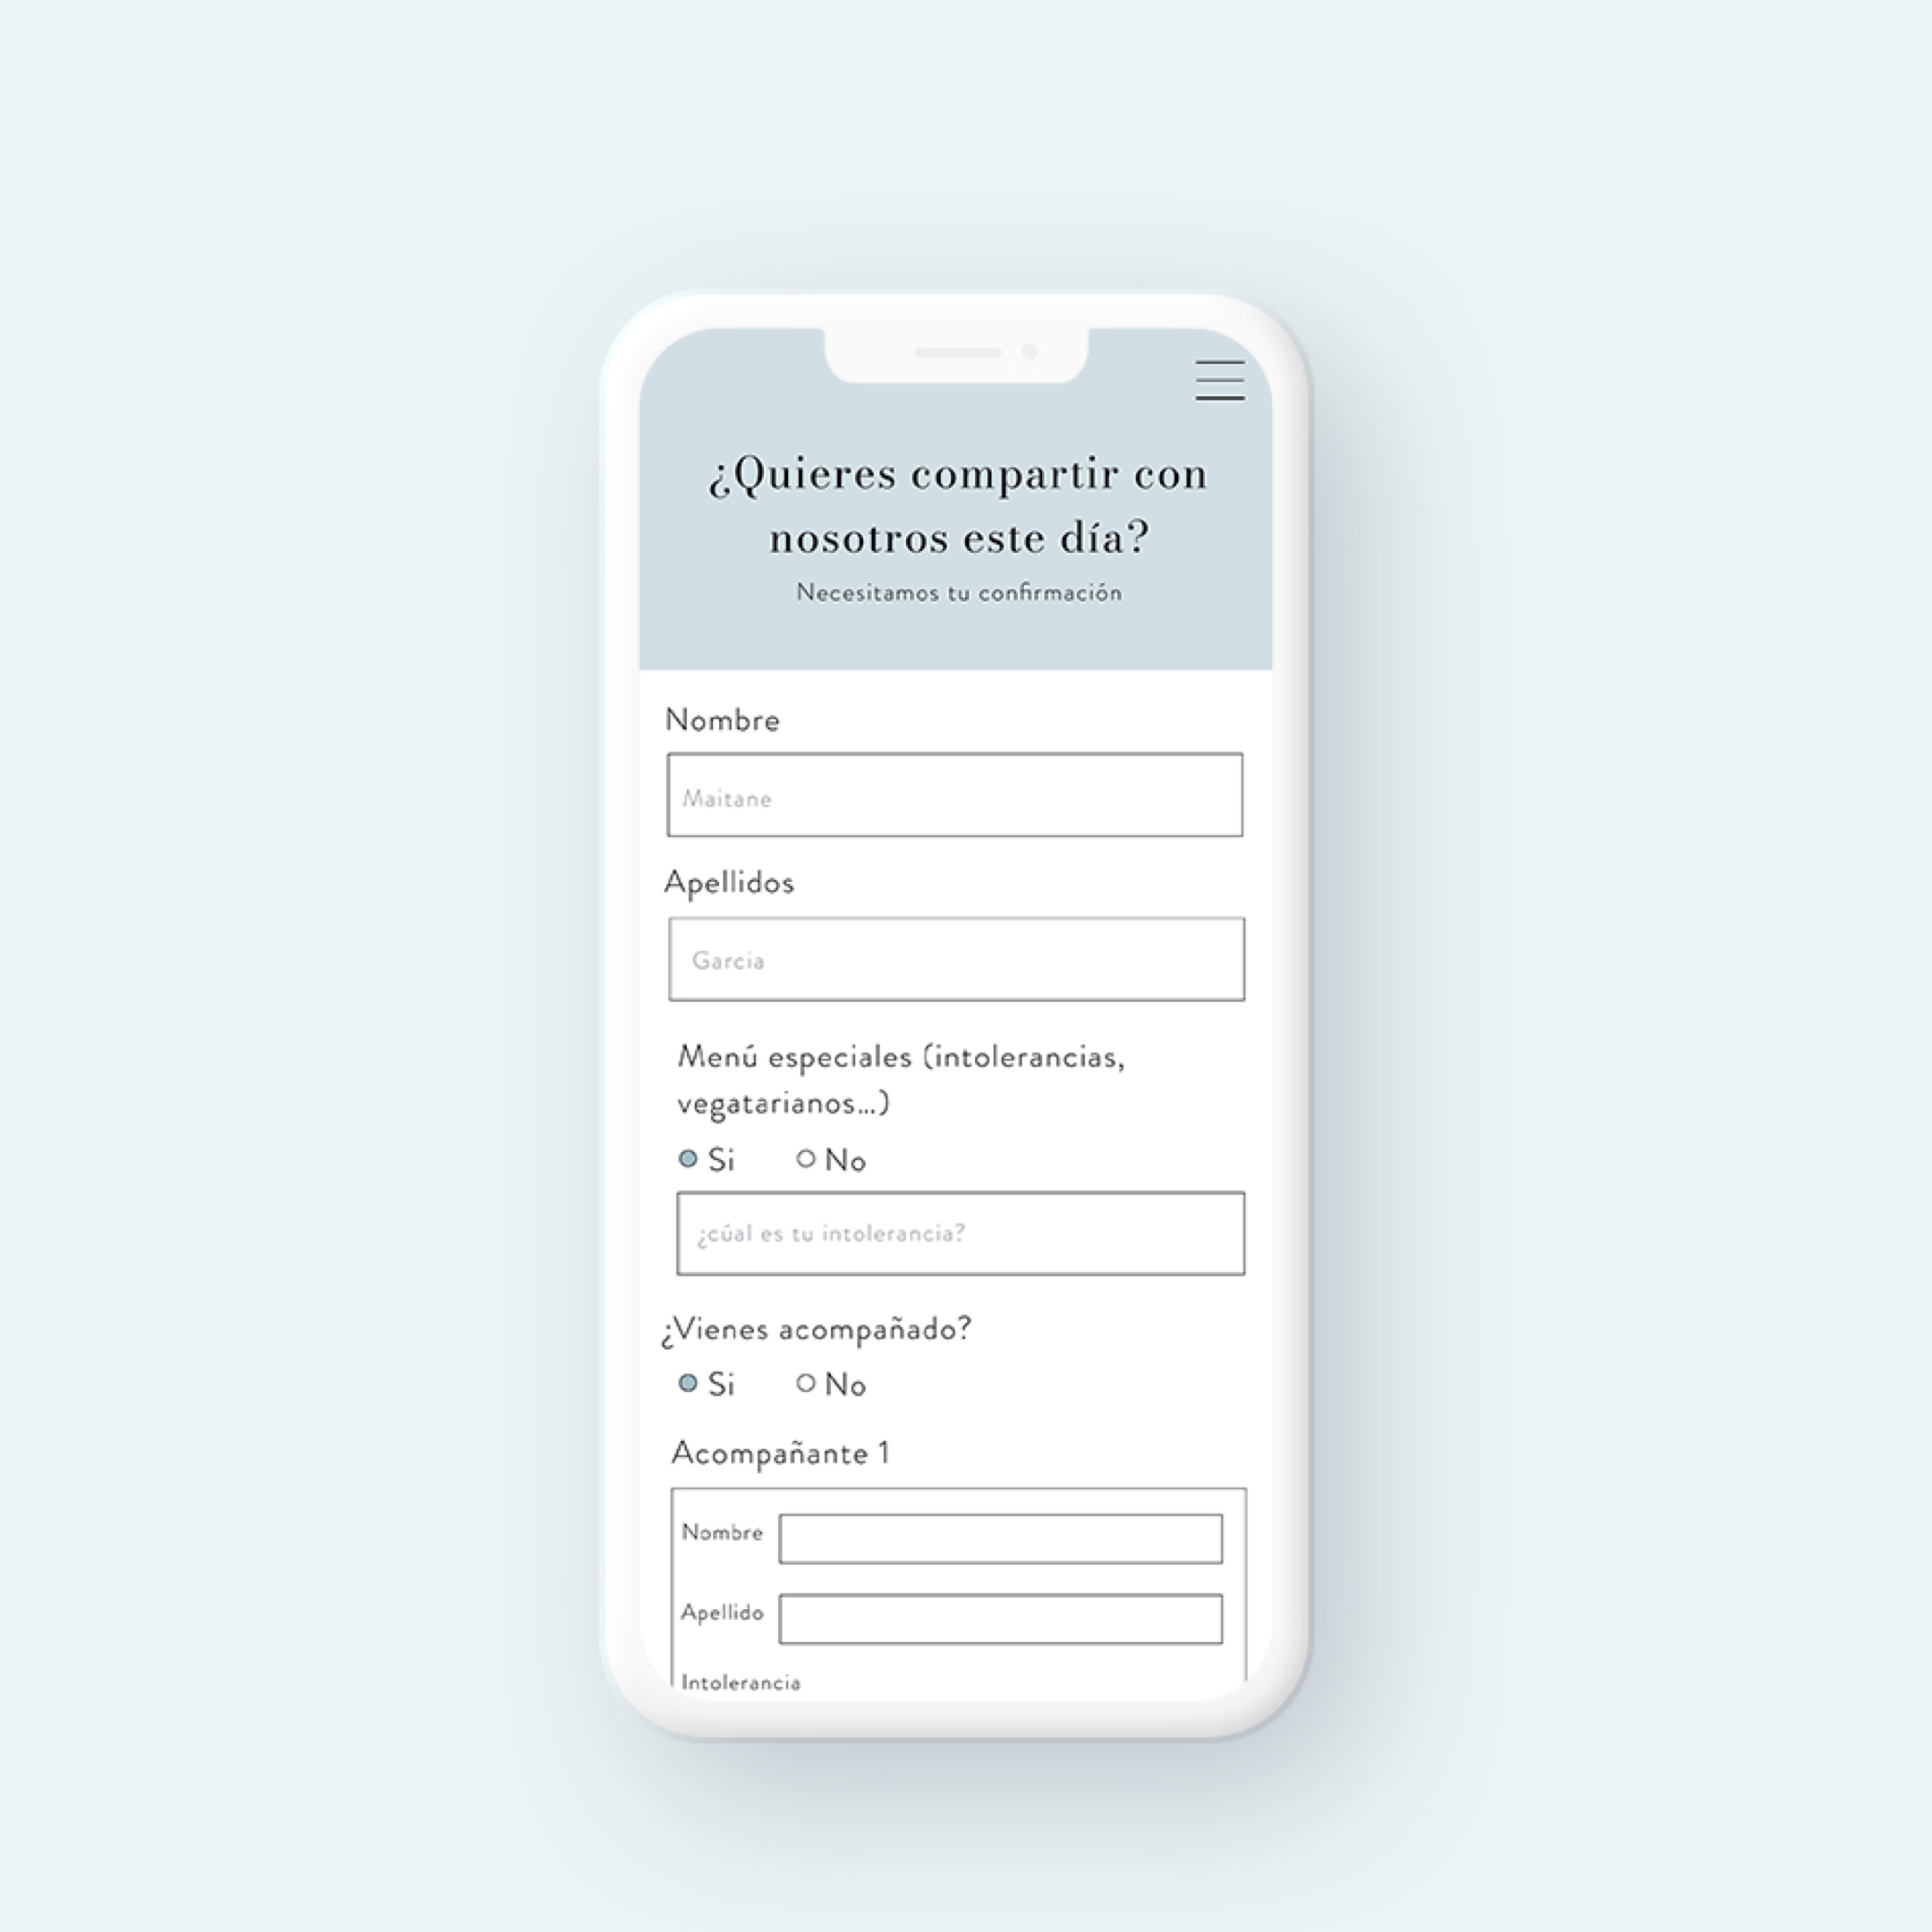 ¿Quieres compartir con
nosotros este día?
Necesitamos tu confirmación
Nombre
Maitane
Apellidos
Garcia
Menú especiales (intolerancias,
vegatarianos...)
Si No
¿cúal es tu intolerancia?
¿Vienes acompañado?
Si No
Acompañante 1
Nombre
Apellido
Intolerancia